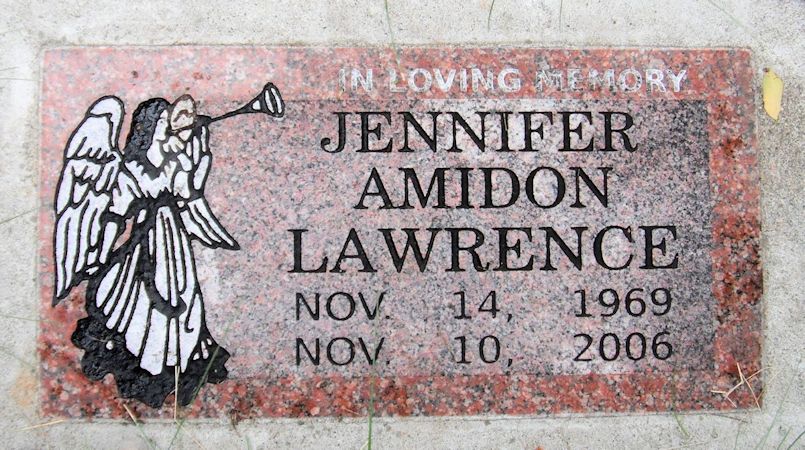 IN LOVING MEMORY
JENNIFER
AMIDON
LAWRENCE
NOV. 14, 1969
NOV. 10, 2006